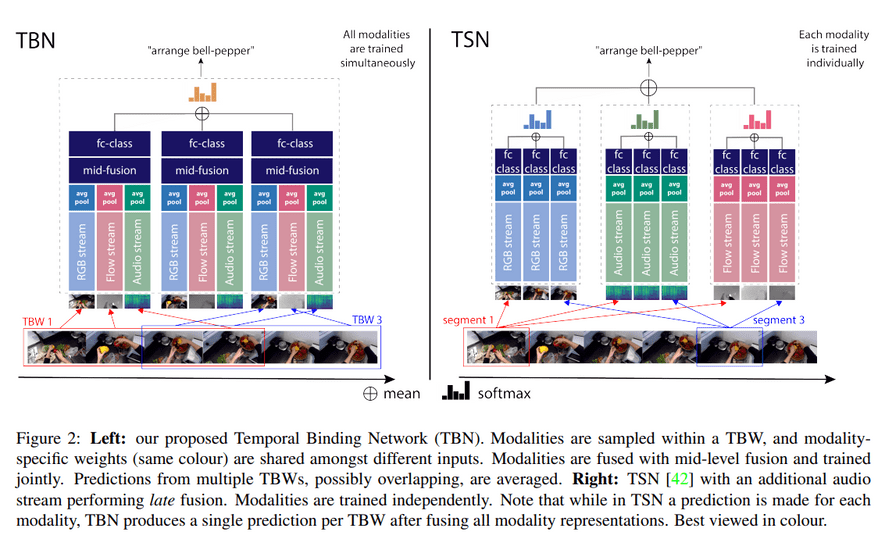 TBN
All modalities
are trained
simultaneously
"arrange bell-pepper"
fc-class
fc-class
fc-class
mid-fusion
mid-fusion
mid-fusion
avg pool
avg pool
avg pool
avg pool
avg pool
avg pool
avg pool
avg pool
avg pool
RGB stream
Flow stream
Audio stream
RGB stream
Flow stream
Audio stream
RGB stream
Flow stream
Audio stream
TBW 1
TBW 3
TSN
Each modality
is trained
individually
"arrange bell-pepper"
fc class
fc class
fc class
fc class
fc class
fc class
fc class
fc class
fc class
avg pool
avg pool
avg pool
avg pool
avg pool
avg pool
avg pool
avg pool
avg pool
RGB stream
RGB stream
RGB stream
Audio stream
Audio stream
Audio stream
Flow stream
Flow stream
Flow stream
segment 1
segment 3
mean
softmax
Figure 2: Left: our proposed Temporal Binding Network (TBN). Modalities are sampled within a TBW, and modality-
specific weights (same colour) are shared amongst different inputs. Modalities are fused with mid-level fusion and trained
jointly. Predictions from multiple TBWs, possibly overlapping, are averaged. Right: TSN [42] with an additional audio
stream performing late fusion. Modalities are trained independently. Note that while in TSN a prediction is made for each
modality, TBN produces a single prediction per TBW after fusing all modality representations. Best viewed in colour.